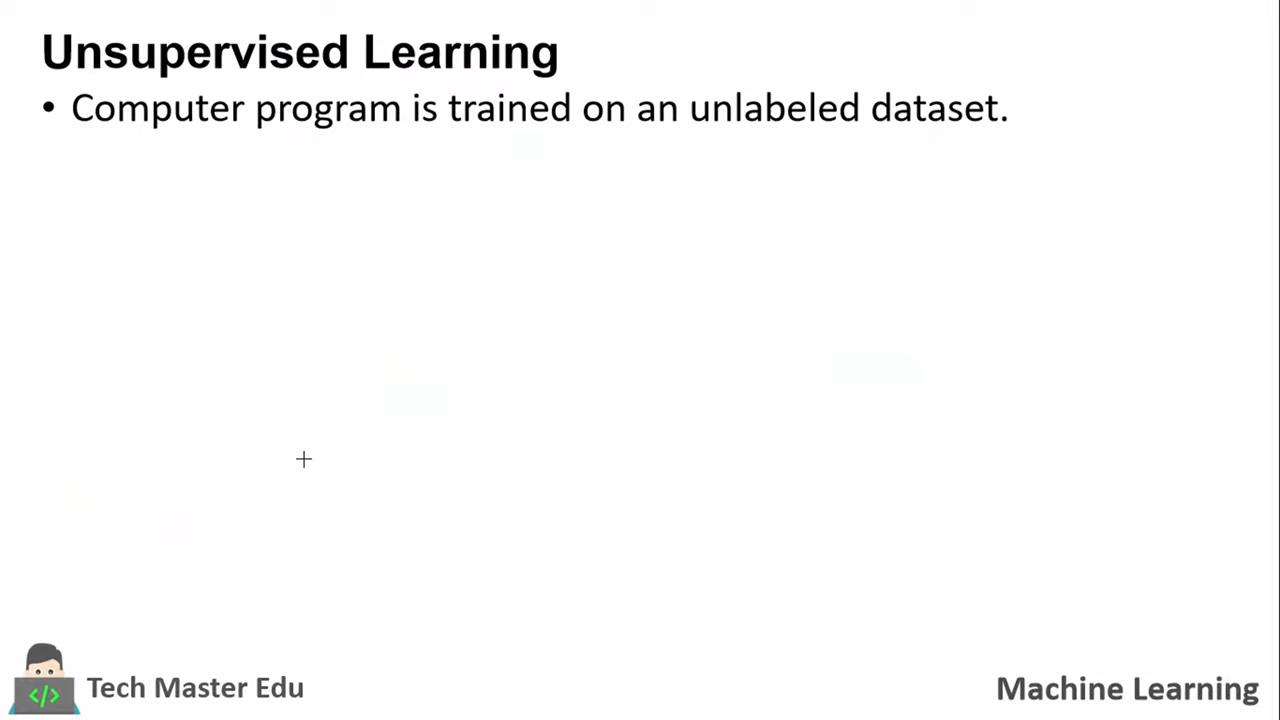 Unsupervised Learning
• Computer program is trained on an unlabeled dataset.
</>
Tech Master Edu
Machine Learning